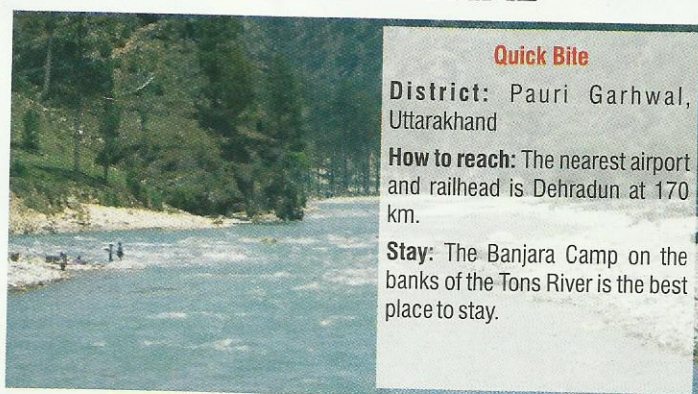 Quick Bite
District: Pauri Garhwal,
Uttarakhand
How to reach: The nearest airport
and railhead is Dehradun at 170
km.
Stay: The Banjara Camp on the
banks of the Tons River is the best
place to stay.